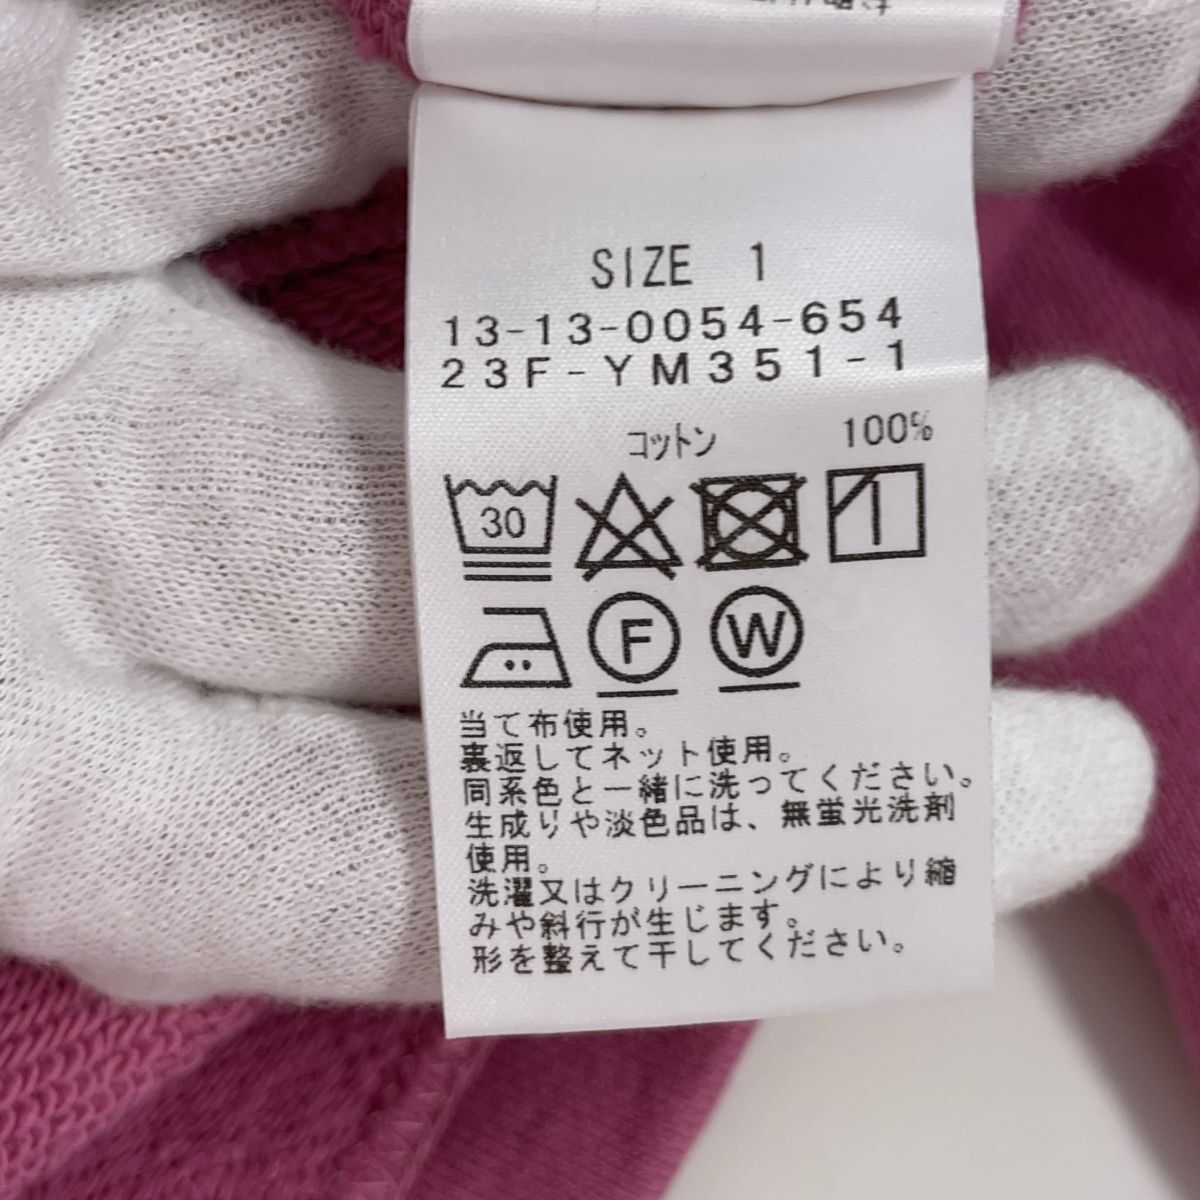 SIZE 1
13-13-0054-654
23F-YM351-1
コットン 100%
30
F W
当て布使用。
裏返してネット使用。
同系色と一緒に洗ってください。
生成りや淡色品は、無蛍光洗剤
使用。
洗濯又はクリーニングにより縮
みや斜行が生じます。
形を整えて干してください。